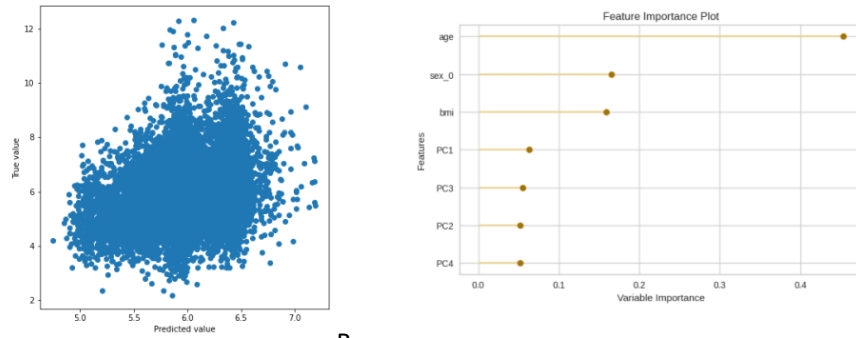 12
10
8
6
4
2
True value
5.0 5.5 6.0 6.5 7.0
Predicted value
Feature Importance Plot
age
sex_0
bmi
PC1
PC3
PC2
PC4
Features
0.0 0.1 0.2 0.3 0.4
Variable Importance